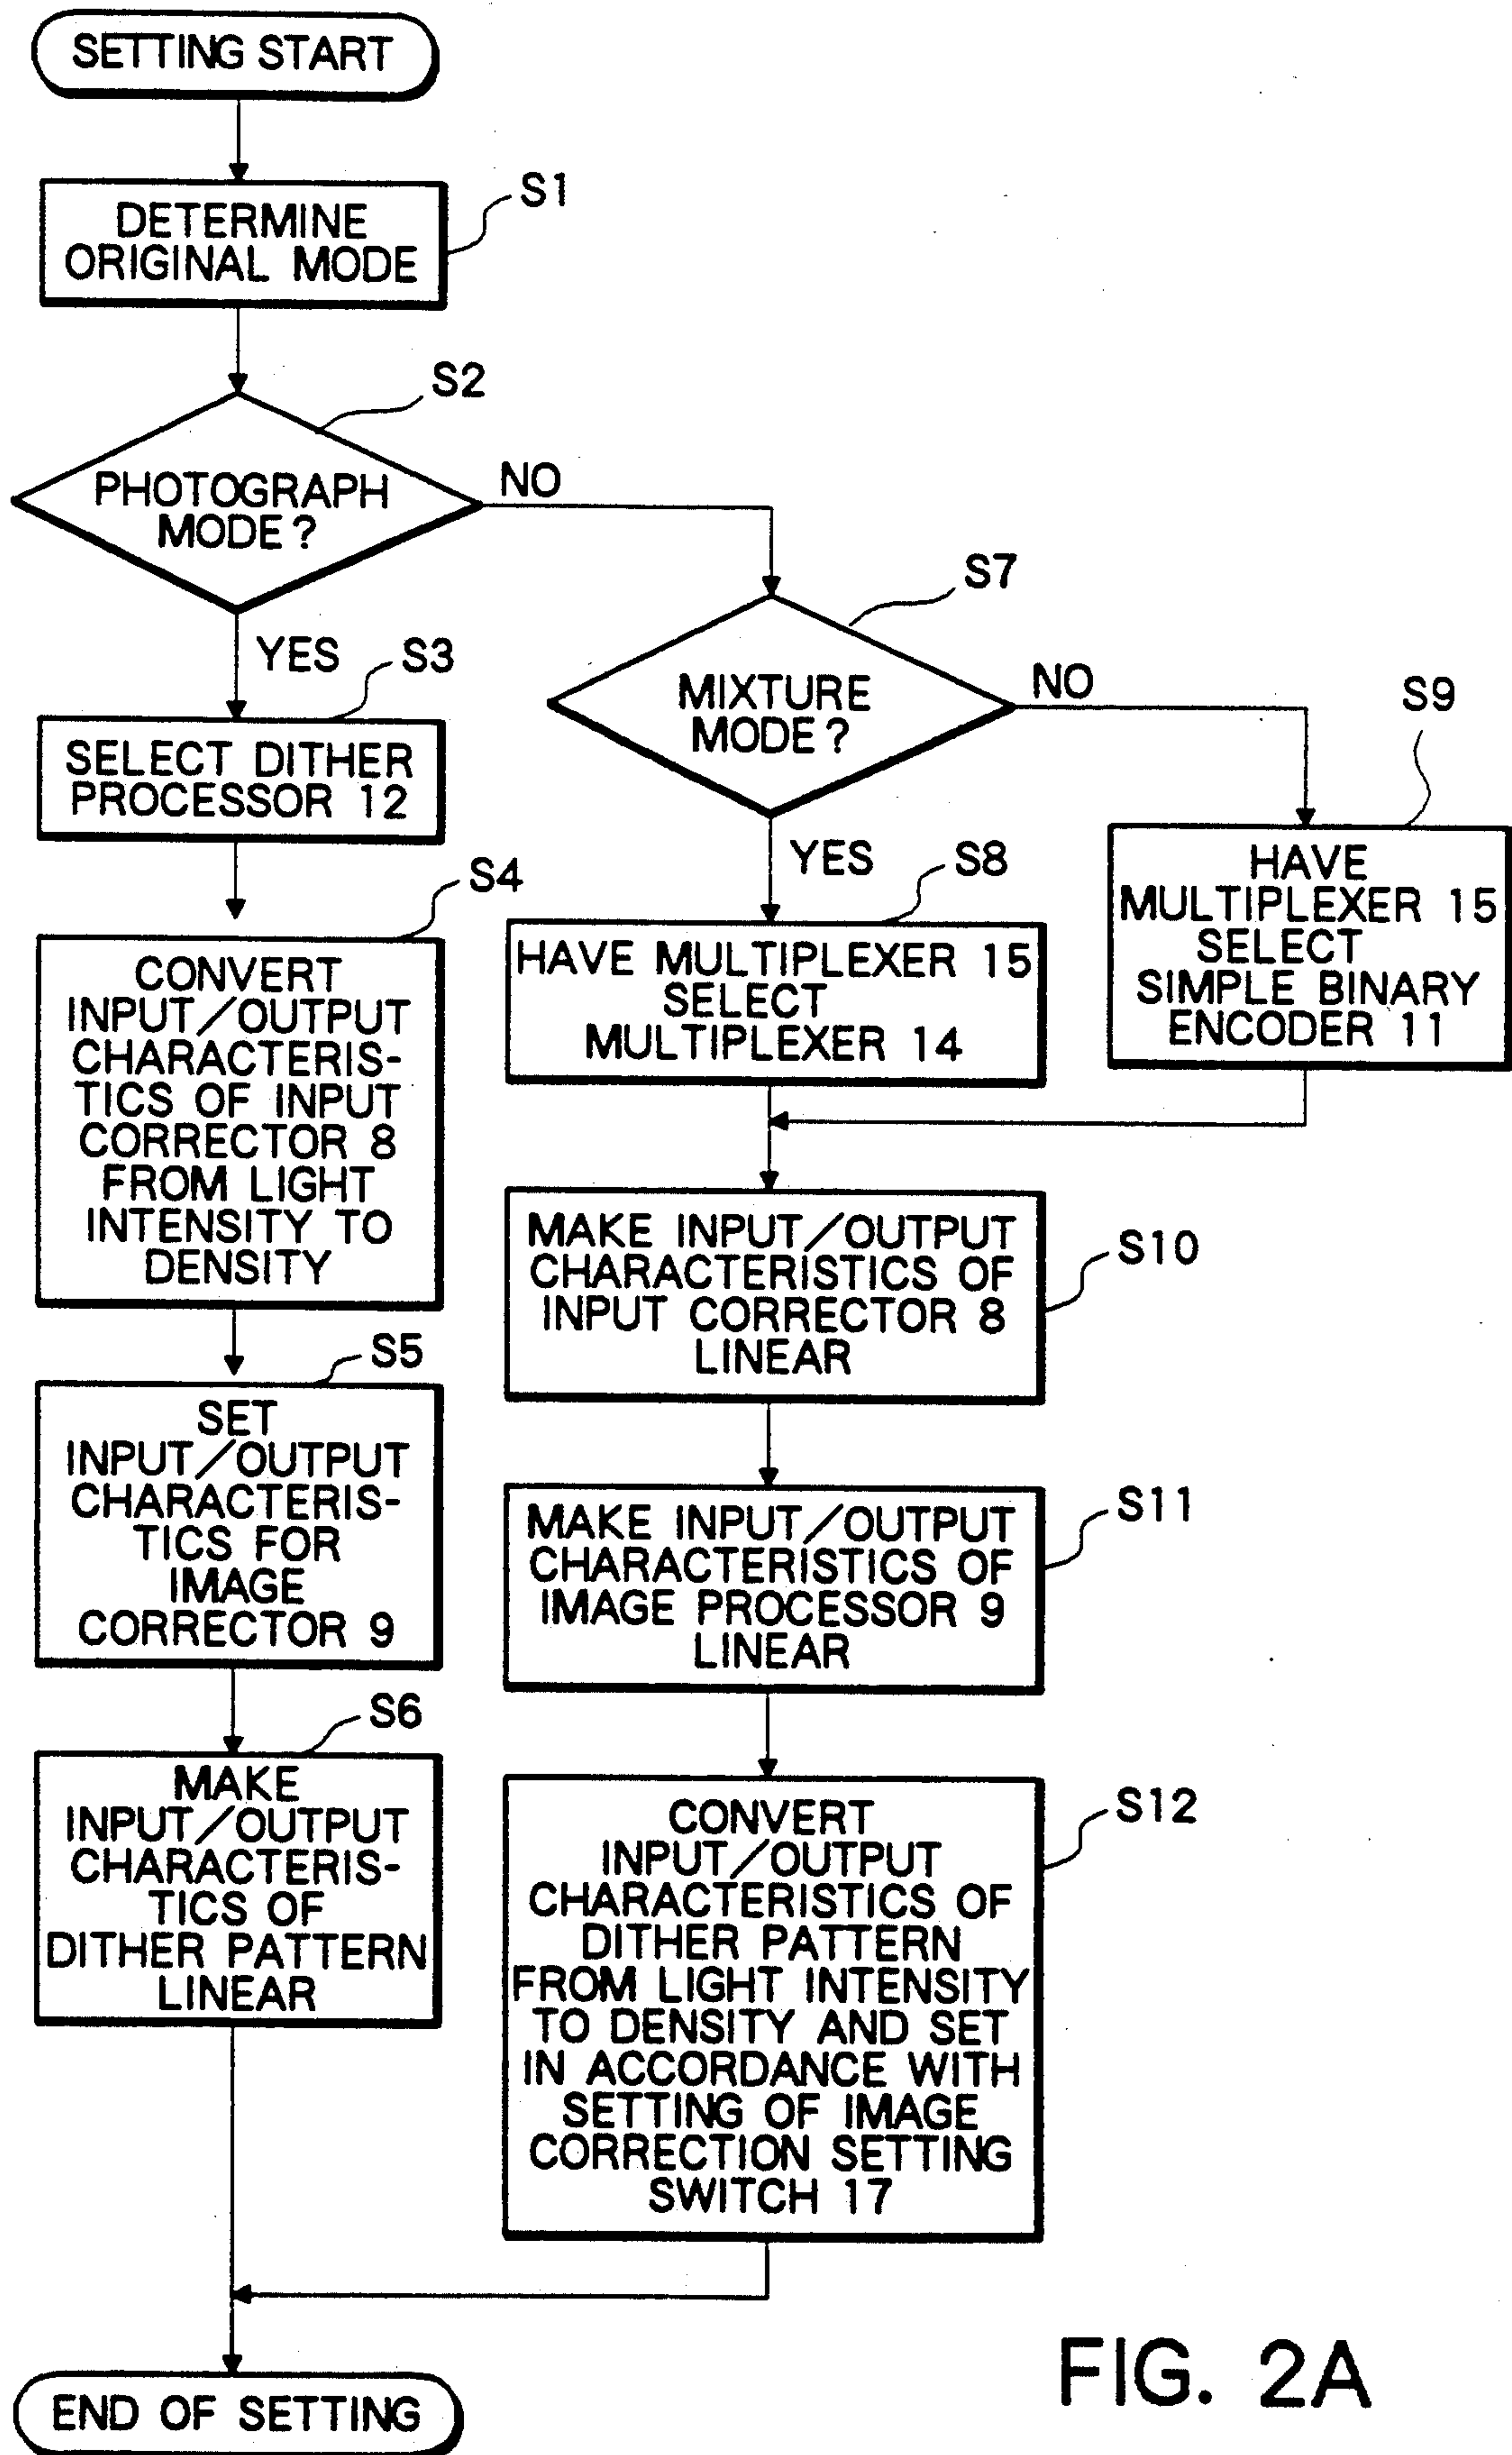 SETTING START
S1
DETERMINE
ORIGINAL MODE
S2
PHOTOGRAPH
MODE?
NO
YES
S3
SELECT DITHER
PROCESSOR 12
S4
CONVERT
INPUT/OUTPUT
CHARACTERIS-
TICS OF INPUT
CORRECTOR 8
FROM LIGHT
INTENSITY TO
DENSITY
S5
SET
INPUT/OUTPUT
CHARACTERIS-
TICS FOR
IMAGE
CORRECTOR 9
S6
MAKE
INPUT/OUTPUT
CHARACTERIS-
TICS OF
DITHER PATTERN
LINEAR
S7
MIXTURE
MODE?
NO
YES
S8
HAVE MULTIPLEXER 15
SELECT
MULTIPLEXER 14
S9
HAVE
MULTIPLEXER 15
SELECT
SIMPLE BINARY
ENCODER 11
S10
MAKE INPUT/OUTPUT
CHARACTERISTICS OF
INPUT CORRECTOR 8
LINEAR
S11
MAKE INPUT/OUTPUT
CHARACTERISTICS OF
IMAGE PROCESSOR 9
LINEAR
S12
CONVERT
INPUT/OUTPUT
CHARACTERISTICS OF
DITHER PATTERN
FROM LIGHT INTENSITY
TO DENSITY AND SET
IN ACCORDANCE WITH
SETTING OF IMAGE
CORRECTION SETTING
SWITCH 17
END OF SETTING
FIG. 2A